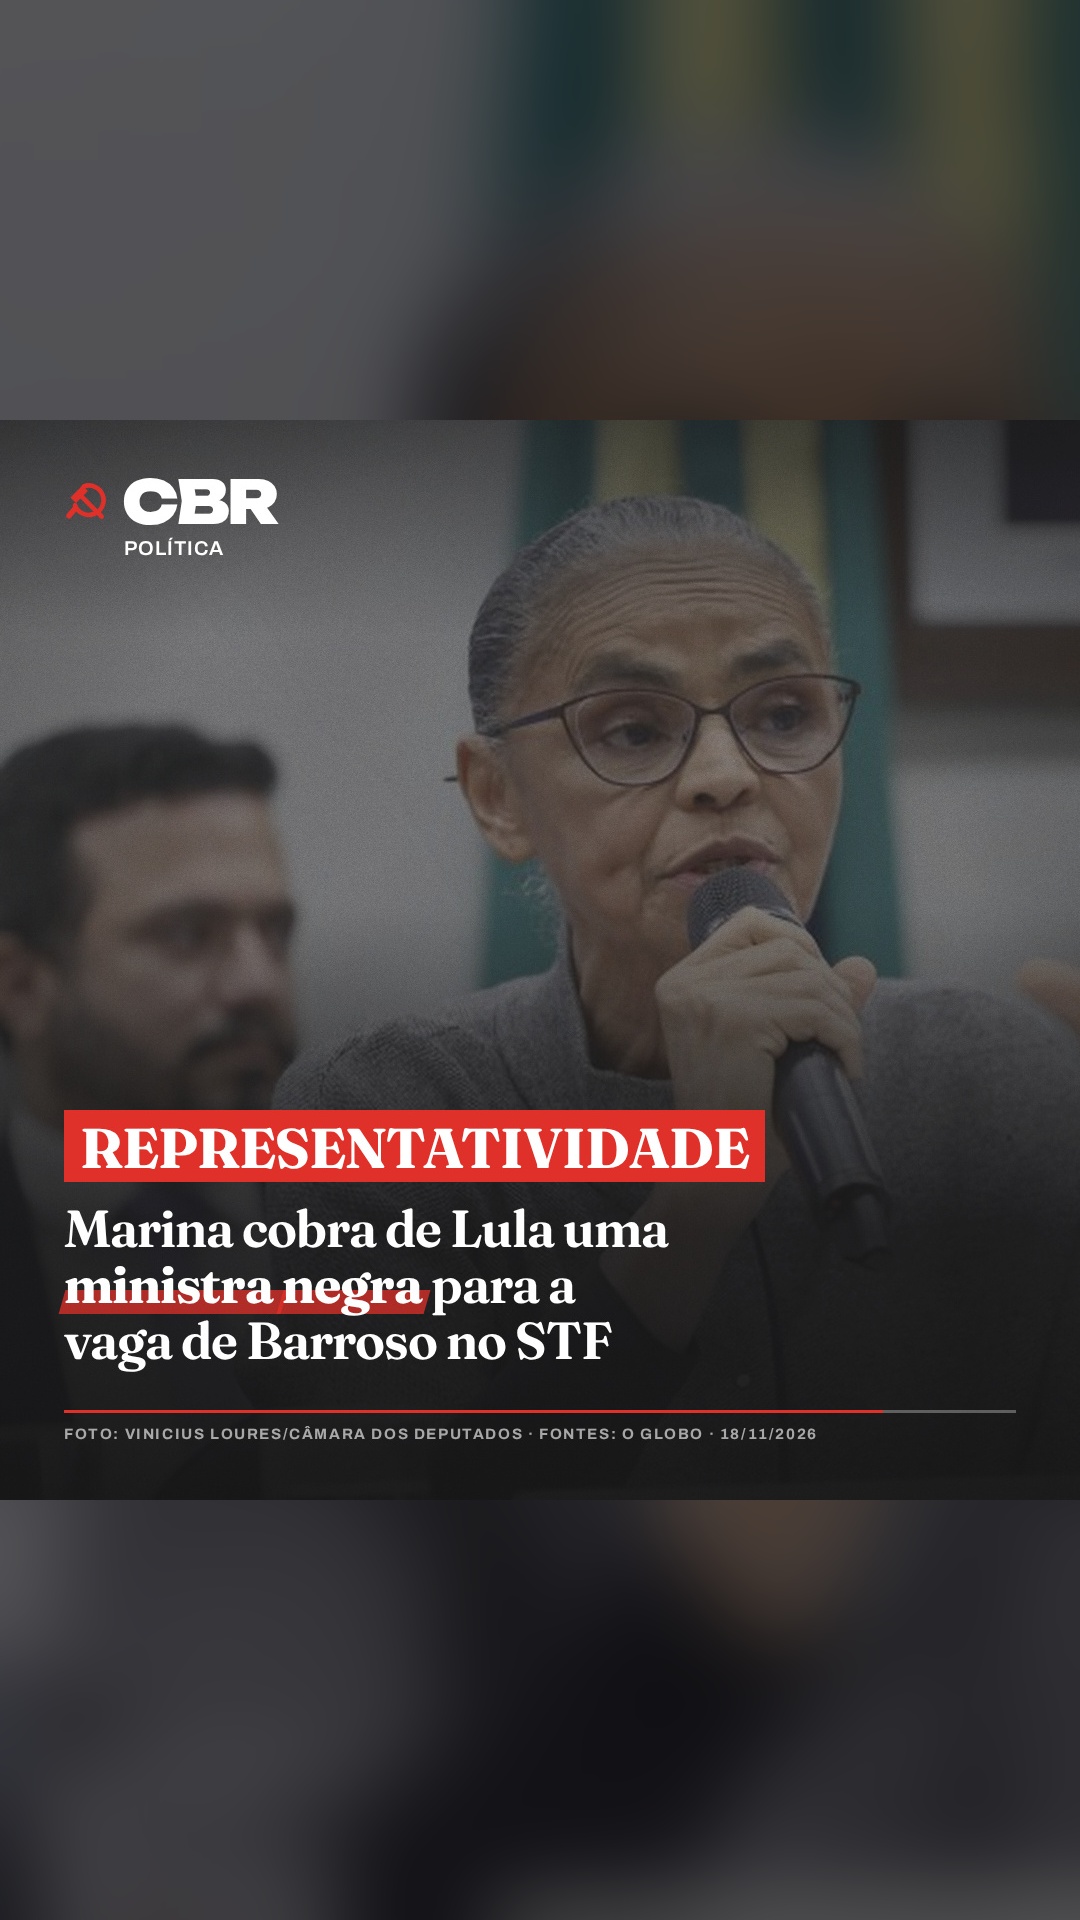 CBR
POLÍTICA
REPRESENTATIVIDADE
Marina cobra de Lula uma
ministra negra para a
vaga de Barroso no STF
FOTO: VINICIUS LOURES/CÂMARA DOS DEPUTADOS · FONTES: O GLOBO · 18/11/2026